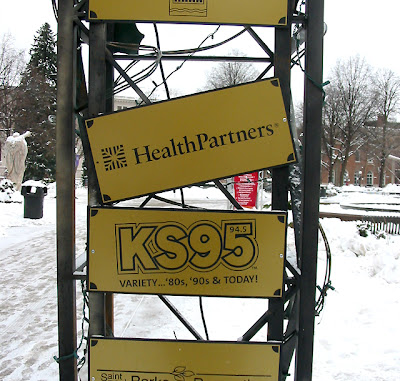 HealthPartners®
KS95
94.5
VARIETY...'80s, '90s & TODAY!
Saint